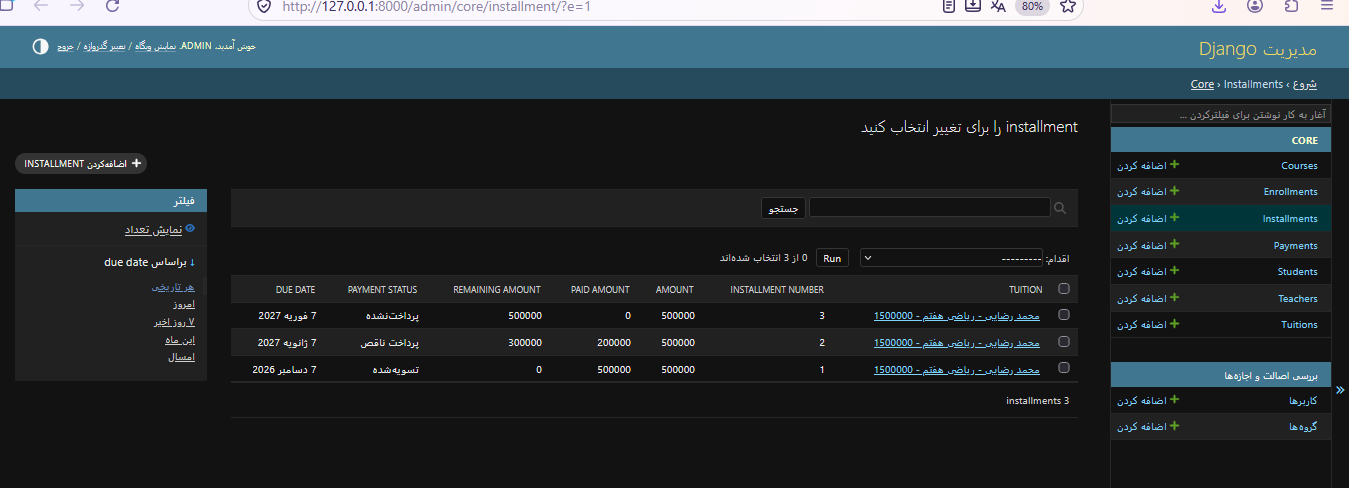 http://127.0.0.1:8000/admin/core/installment/?e=1
80%
مدیریت Django
خوش آمدید، ADMIN. نمایش وبگاه / تغییر گذرواژه / خروج
شروع › Core › Installments
آغاز به کار نوشتن برای فیلترکردن ...
CORE
Courses اضافه کردن
Enrollments اضافه کردن
Installments اضافه کردن
Payments اضافه کردن
Students اضافه کردن
Teachers اضافه کردن
Tuitions اضافه کردن
بررسی اصالت و اجازه‌ها
کاربرها اضافه کردن
گروه‌ها اضافه کردن
»
installment را برای تغییر انتخاب کنید
اضافه‌کردن INSTALLMENT
جستجو
اقدام: --------- Run 0 از 3 انتخاب شده‌اند
TUITION INSTALLMENT NUMBER AMOUNT PAID AMOUNT REMAINING AMOUNT PAYMENT STATUS DUE DATE
محمد رضایی - ریاضی هفتم - 1500000 3 500000 0 500000 پرداخت‌نشده 7 فوریه 2027
محمد رضایی - ریاضی هفتم - 1500000 2 500000 200000 300000 پرداخت ناقص 7 ژانویه 2027
محمد رضایی - ریاضی هفتم - 1500000 1 500000 500000 0 تسویه‌شده 7 دسامبر 2026
3 installments
فیلتر
نمایش تعداد
↓ براساس due date
هر تاریخی
امروز
۷ روز اخیر
این ماه
امسال